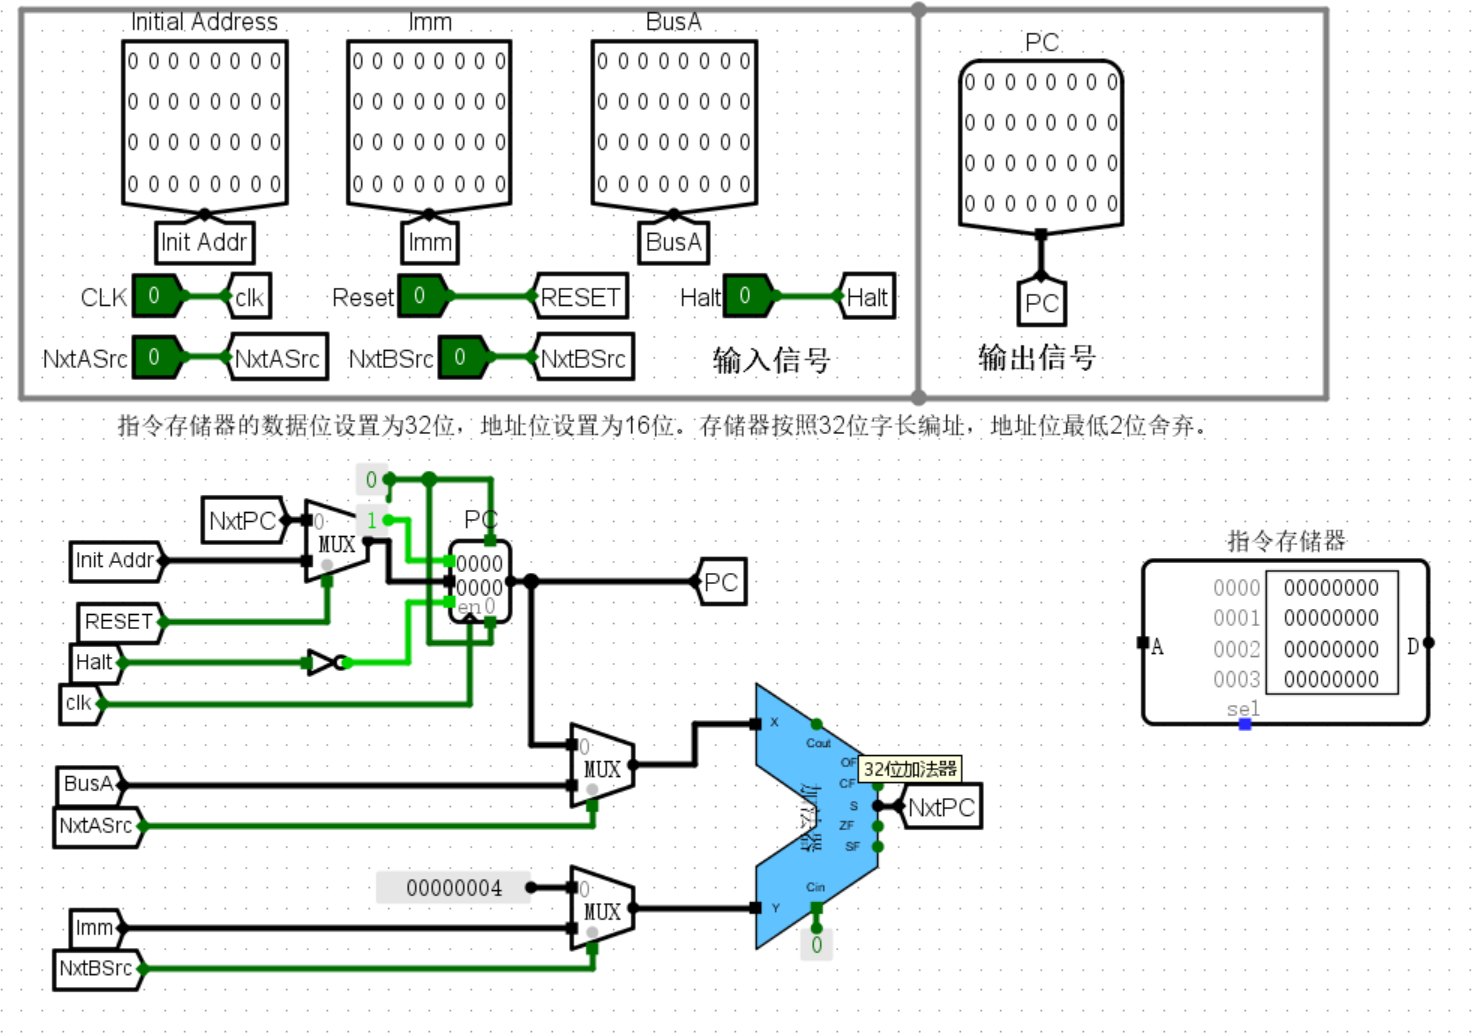 Initial Address Imm BusA PC
0 0 0 0 0 0 0 0 0 0 0 0 0 0 0 0 0 0 0 0 0 0 0 0 0 0 0 0 0 0 0 0
0 0 0 0 0 0 0 0 0 0 0 0 0 0 0 0 0 0 0 0 0 0 0 0 0 0 0 0 0 0 0 0
0 0 0 0 0 0 0 0 0 0 0 0 0 0 0 0 0 0 0 0 0 0 0 0 0 0 0 0 0 0 0 0
0 0 0 0 0 0 0 0 0 0 0 0 0 0 0 0 0 0 0 0 0 0 0 0 0 0 0 0 0 0 0 0
Init Addr Imm BusA
CLK 0 clk Reset 0 RESET Halt 0 Halt PC
NxtASrc 0 NxtASrc NxtBSrc 0 NxtBSrc 输入信号 输出信号
指令存储器的数据位设置为32位，地址位设置为16位。存储器按照32位字长编址，地址位最低2位舍弃。
0
NxtPC 0 1 PC
MUX
Init Addr 0000
0000 PC
en 0
RESET
Halt
clk
指令存储器
0000 00000000
0001 00000000
A 0002 00000000 D
0003 00000000
sel
X
Cout
0
MUX
OF 32位加法器
BusA CF
S NxtPC
NxtASrc ZF
SF
加法器
00000004 0 Cin
MUX Y
Imm
0
NxtBSrc